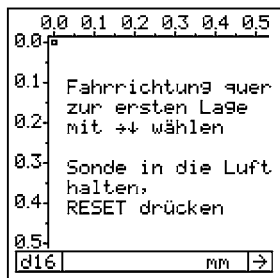 0.0 0.1 0.2 0.3 0.4 0.5
0.0
0.1
Fahrrichtung quer
zur ersten Lage
0.2
mit →↓ wählen
0.3
Sonde in die Luft
halten,
0.4
RESET drücken
0.5
d16 mm →